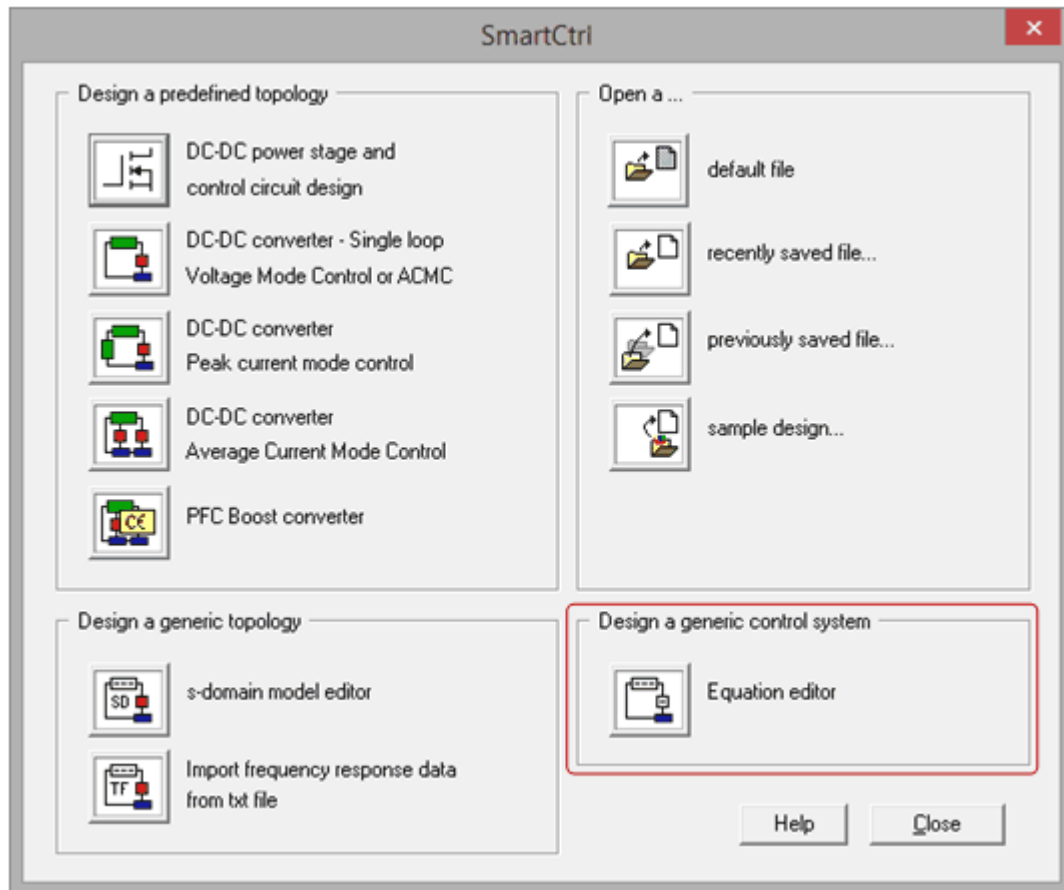 SmartCtrl
Design a predefined topology
DC-DC power stage and
control circuit design
DC-DC converter - Single loop
Voltage Mode Control or ACMC
DC-DC converter
Peak current mode control
DC-DC converter
Average Current Mode Control
CE
PFC Boost converter
Open a ...
default file
recently saved file...
previously saved file...
sample design...
Design a generic topology
SD
s-domain model editor
TF
Import frequency response data
from txt file
Design a generic control system
Equation editor
Help
Close